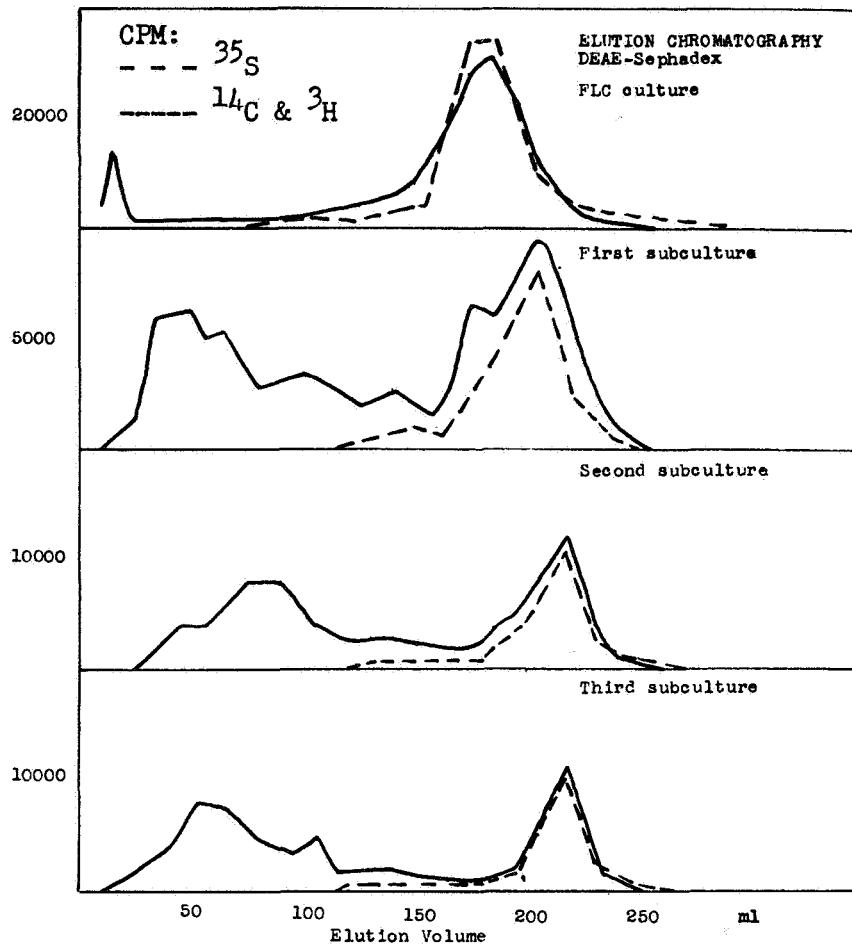 CPM:
35S
14C & 3H
ELUTION CHROMATOGRAPHY
DEAE-Sephadex
FLC culture
20000
First subculture
5000
Second subculture
10000
Third subculture
10000
50 100 150 200 250 ml
Elution Volume